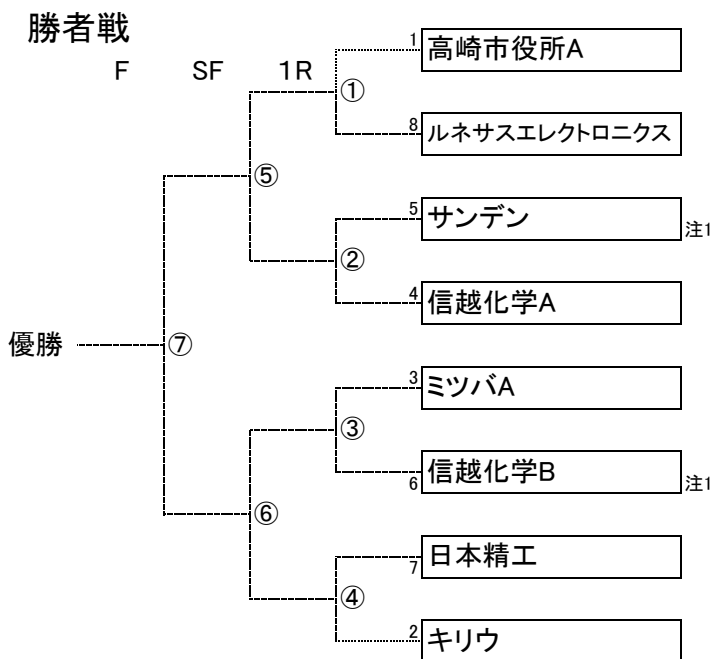 勝者戦
F SF 1R
1 高崎市役所A
①
8 ルネサスエレクトロニクス
⑤
5 サンデン 注1
②
4 信越化学A
優勝 ⑦
3 ミツバA
③
6 信越化学B 注1
⑥
7 日本精工
④
2 キリウ